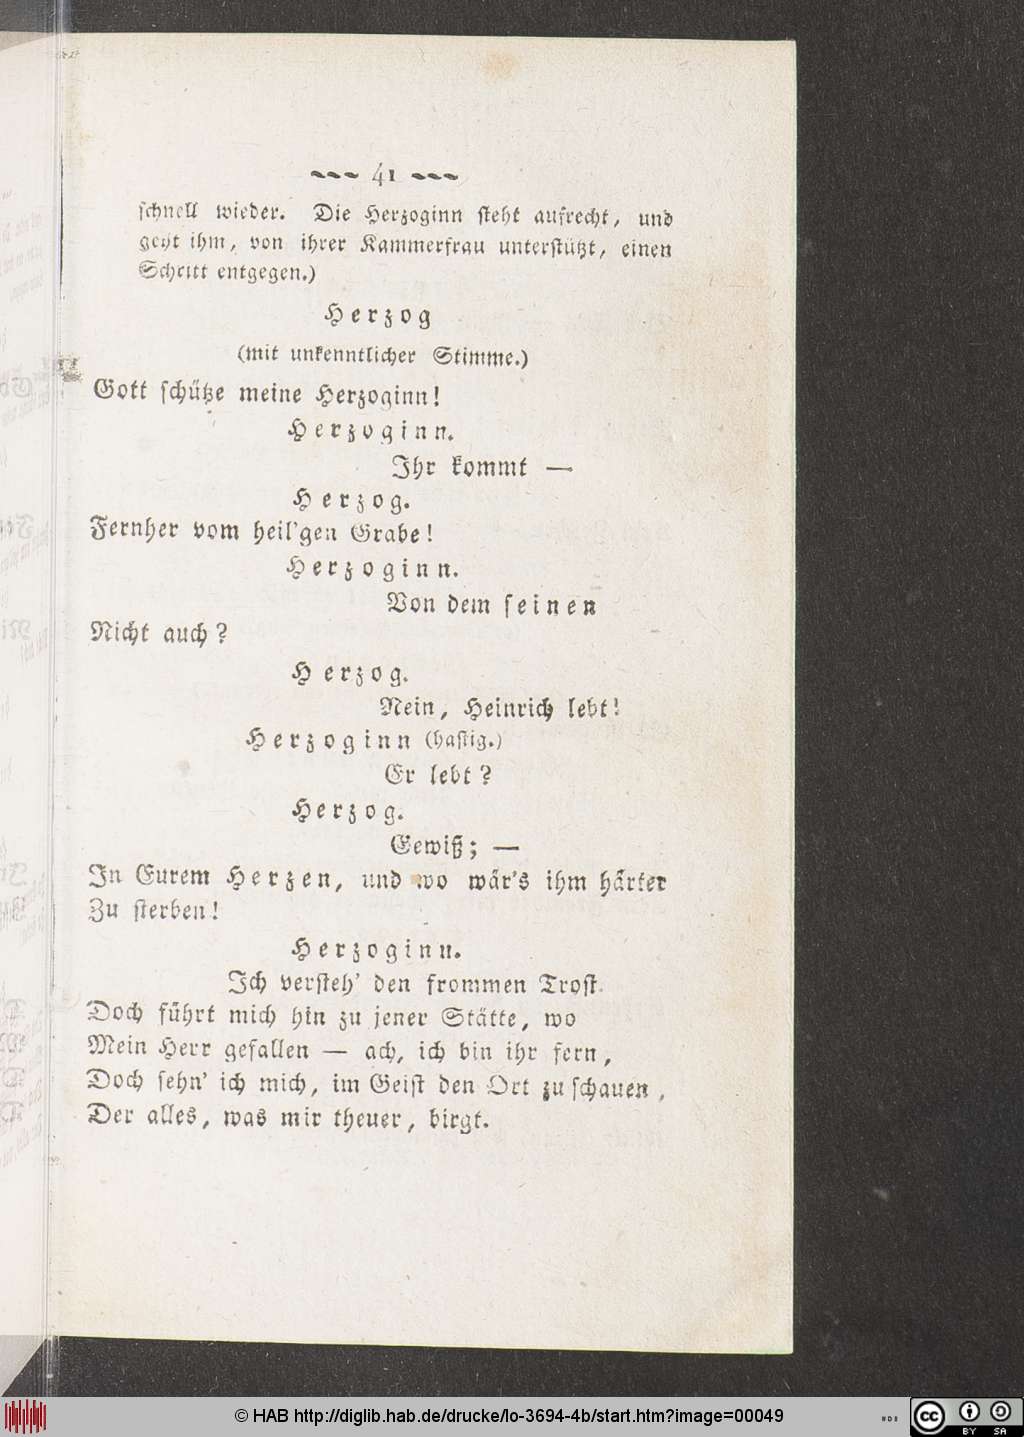 ~~~ 41 ~~~
schnell wieder. Die Herzoginn steht aufrecht, und
geht ihm, von ihrer Kammerfrau unterstützt, einen
Schritt entgegen.)
Herzog
(mit unkenntlicher Stimme.)
Gott schütze meine Herzoginn!
Herzoginn.
Ihr kommt —
Herzog.
Fernher vom heil'gen Grabe!
Herzoginn.
Von dem seinen
Nicht auch?
Herzog.
Nein, Heinrich lebt!
Herzoginn (hastig.)
Er lebt?
Herzog.
Gewiß; —
In Eurem Herzen, und wo wär's ihm härter
Zu sterben!
Herzoginn.
Ich versteh' den frommen Trost.
Doch führt mich hin zu jener Stätte, wo
Mein Herr gefallen — ach, ich bin ihr fern,
Doch sehn' ich mich, im Geist den Ort zu schauen,
Der alles, was mir theuer, birgt.
© HAB http://diglib.hab.de/drucke/lo-3694-4b/start.htm?image=00049
cc BY SA